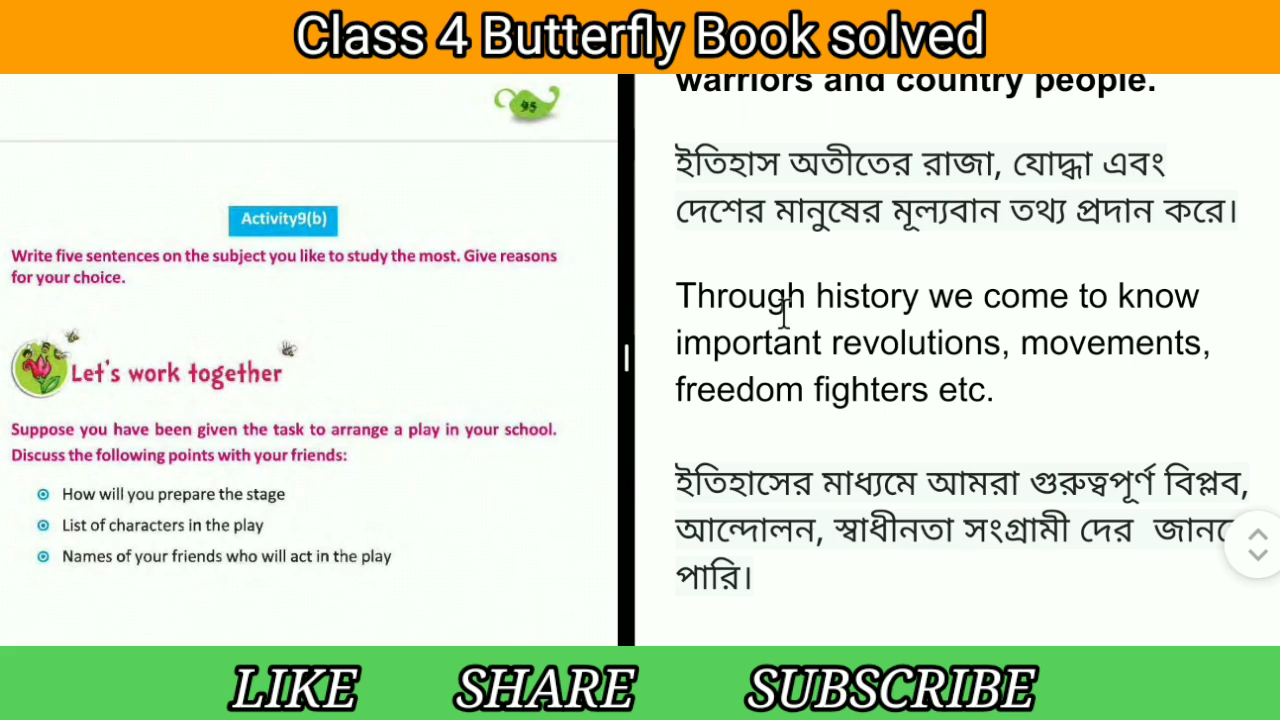 Class 4 Butterfly Book solved
95
Activity9(b)
Write five sentences on the subject you like to study the most. Give reasons
for your choice.
Let's work together
Suppose you have been given the task to arrange a play in your school.
Discuss the following points with your friends:
How will you prepare the stage
List of characters in the play
Names of your friends who will act in the play
warriors and country people.
ইতিহাস অতীতের রাজা, যোদ্ধা এবং
দেশের মানুষের মূল্যবান তথ্য প্রদান করে।
Through history we come to know
important revolutions, movements,
freedom fighters etc.
ইতিহাসের মাধ্যমে আমরা গুরুত্বপূর্ণ বিপ্লব,
আন্দোলন, স্বাধীনতা সংগ্রামী দের
পারি।
LIKE SHARE SUBSCRIBE